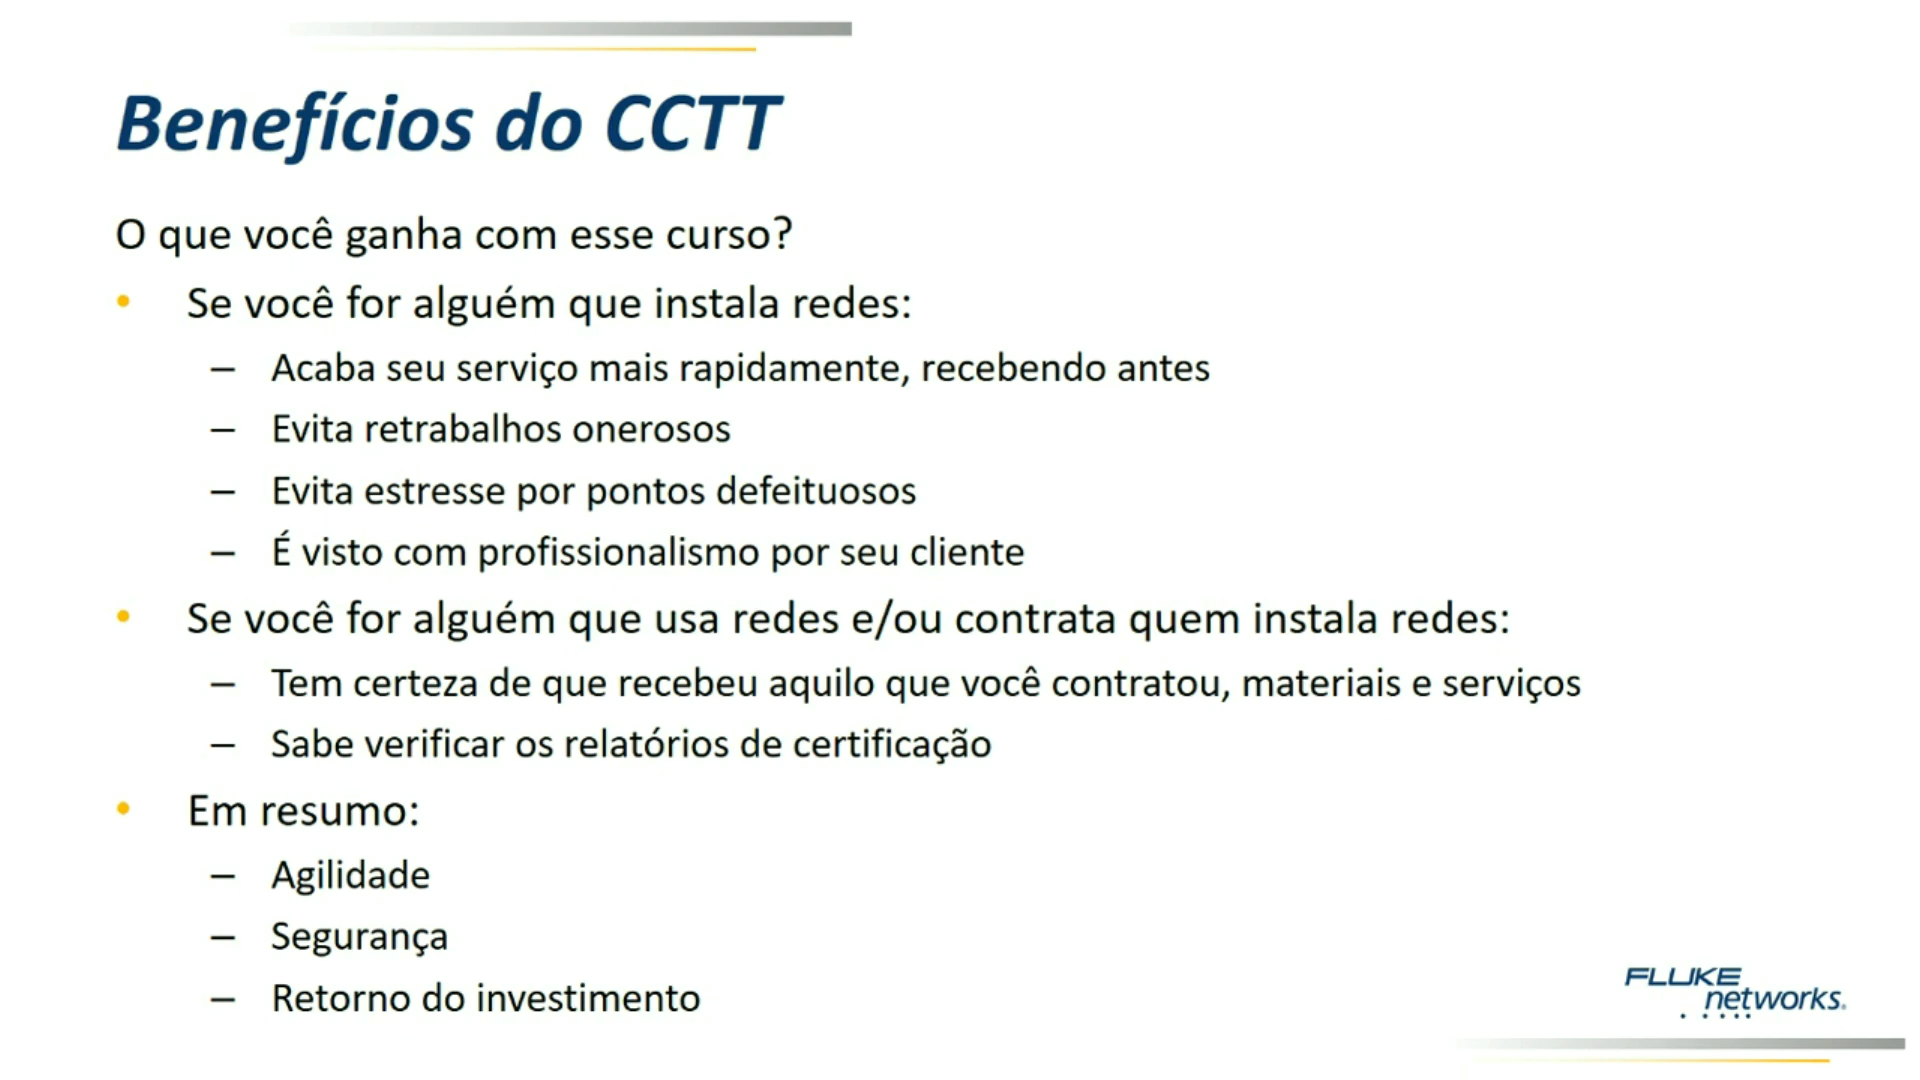 Benefícios do CCTT
O que você ganha com esse curso?
• Se você for alguém que instala redes:
– Acaba seu serviço mais rapidamente, recebendo antes
– Evita retrabalhos onerosos
– Evita estresse por pontos defeituosos
– É visto com profissionalismo por seu cliente
• Se você for alguém que usa redes e/ou contrata quem instala redes:
– Tem certeza de que recebeu aquilo que você contratou, materiais e serviços
– Sabe verificar os relatórios de certificação
• Em resumo:
– Agilidade
– Segurança
– Retorno do investimento
FLUKE
networks.